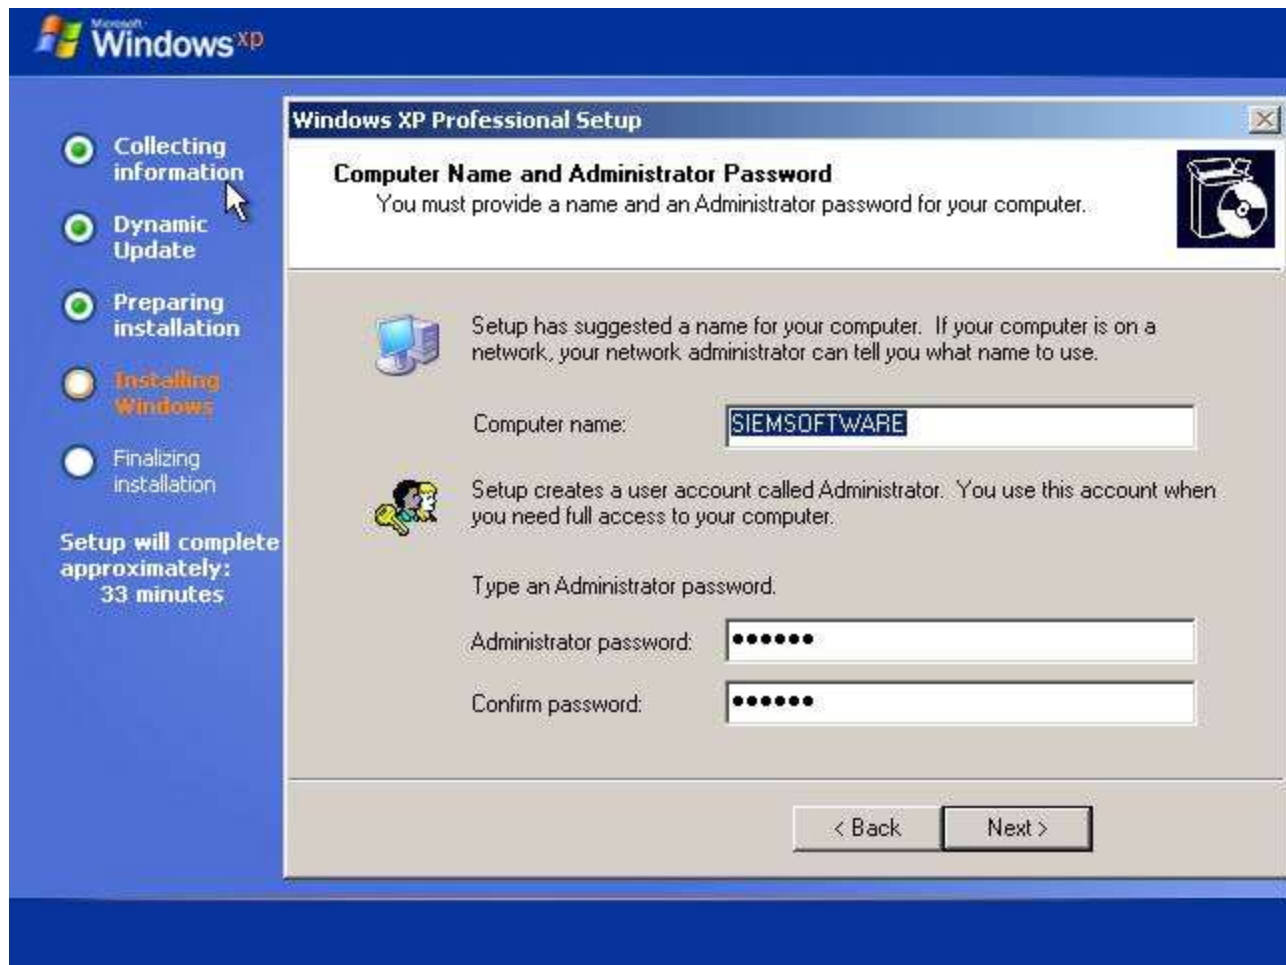 Microsoft
Windows xp
Collecting
information
Dynamic
Update
Preparing
installation
Installing
Windows
Finalizing
installation
Setup will complete
approximately:
33 minutes
Windows XP Professional Setup
Computer Name and Administrator Password
You must provide a name and an Administrator password for your computer.
Setup has suggested a name for your computer. If your computer is on a
network, your network administrator can tell you what name to use.
Computer name: SIEMSOFTWARE
Setup creates a user account called Administrator. You use this account when
you need full access to your computer.
Type an Administrator password.
Administrator password: ●●●●●●
Confirm password: ●●●●●●
< Back Next >